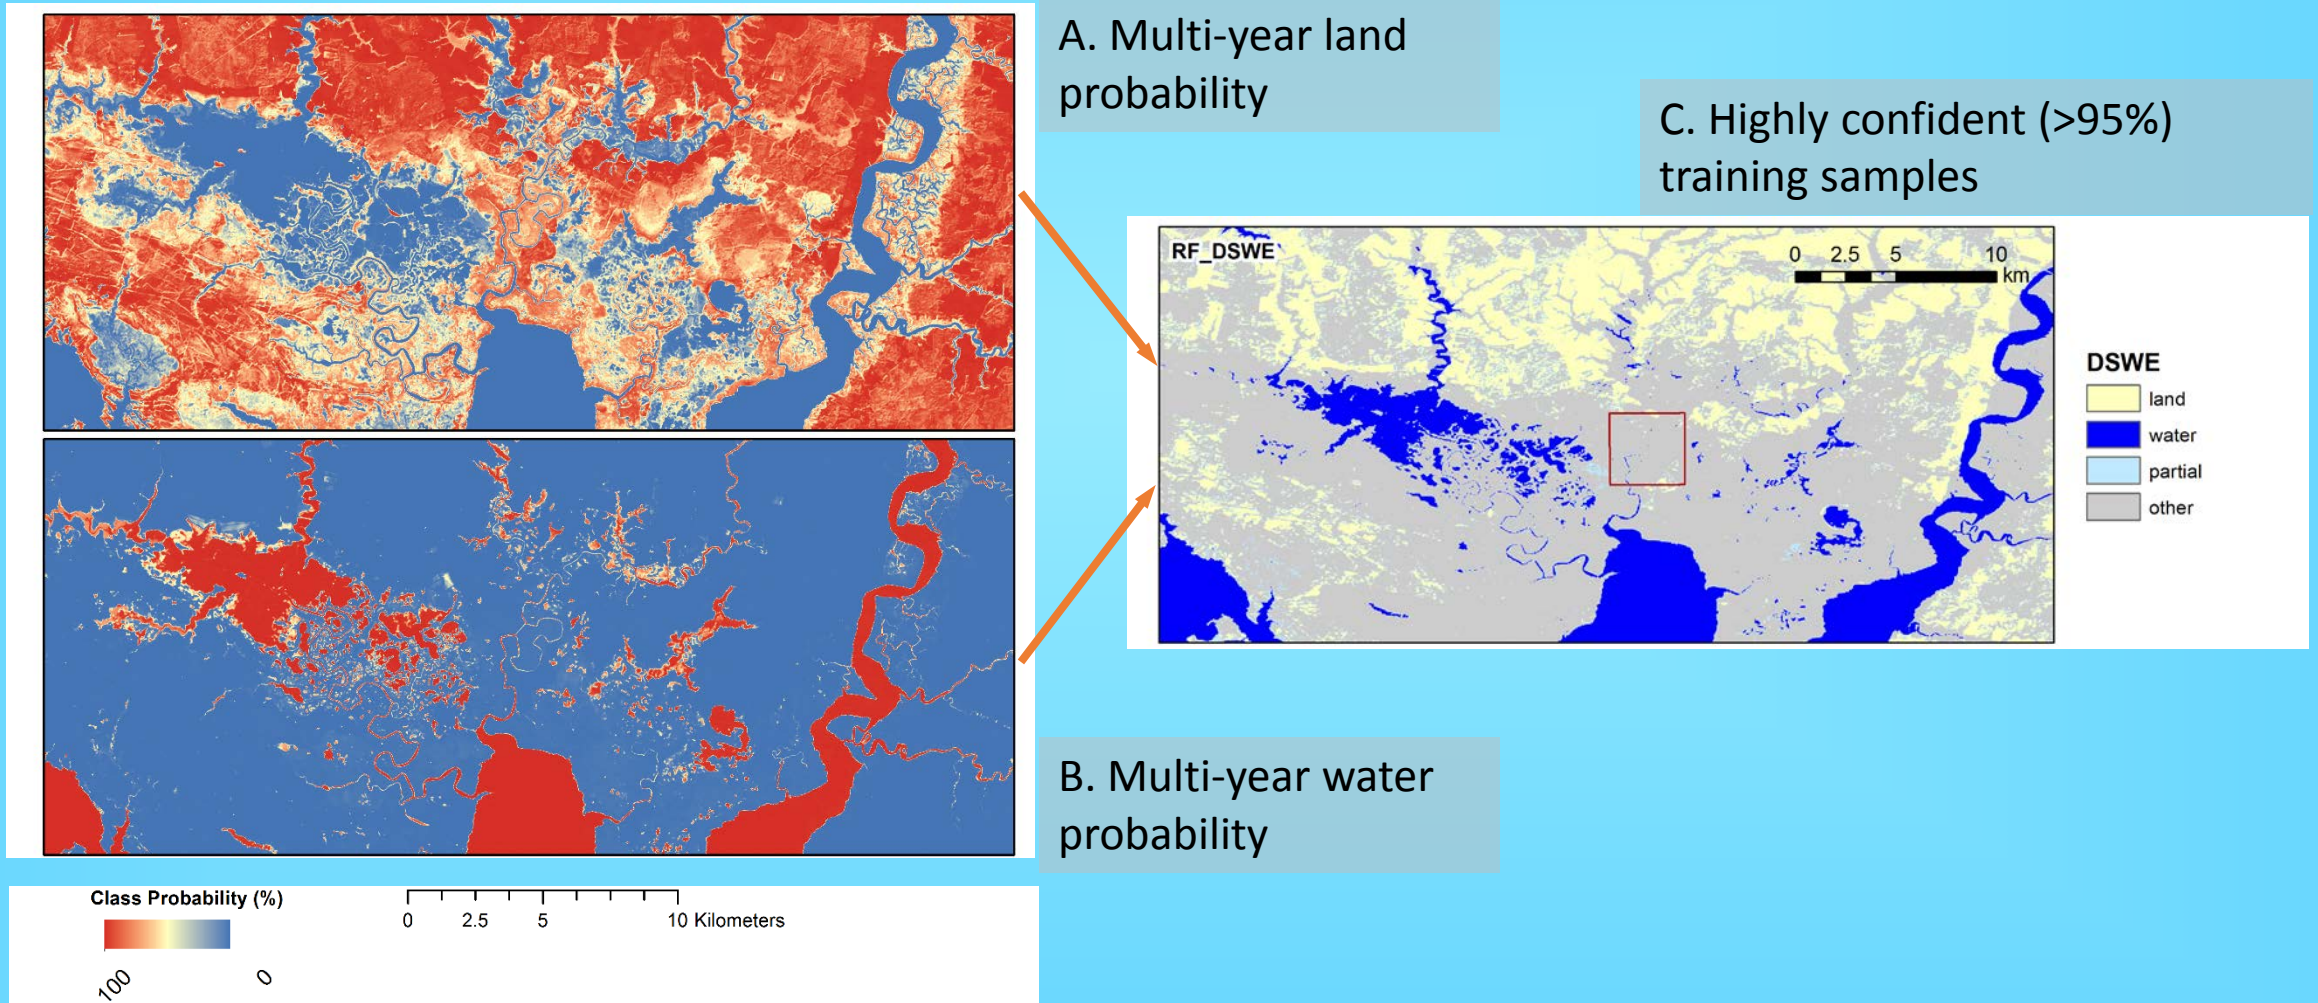 A. Multi-year land
probability
C. Highly confident (>95%)
training samples
RF_DSWE
0 2.5 5 10
km
DSWE
land
water
partial
other
B. Multi-year water
probability
Class Probability (%)
100 0
0 2.5 5 10 Kilometers